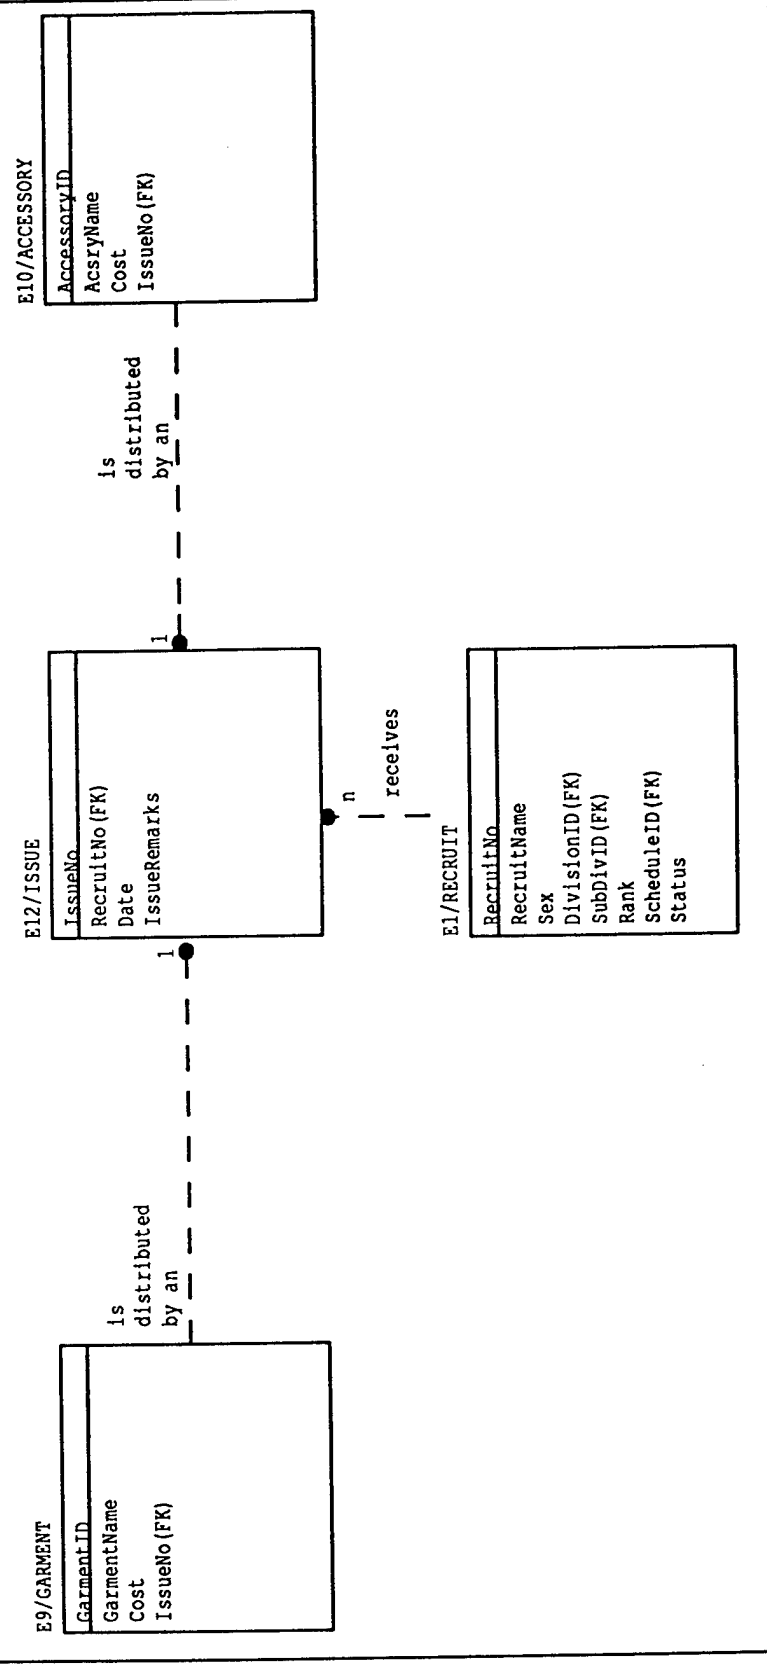 E9/GARMENT
GarmentID
GarmentName
Cost
IssueNo(FK)
is
distributed
by an
1
E12/ISSUE
IssueNo
RecruitNo(FK)
Date
IssueRemarks
1
is
distributed
by an
E10/ACCESSORY
AccessoryID
AcsryName
Cost
IssueNo(FK)
n
receives
E1/RECRUIT
RecruitNo
RecruitName
Sex
DivisionID(FK)
SubDivID(FK)
Rank
ScheduleID(FK)
Status